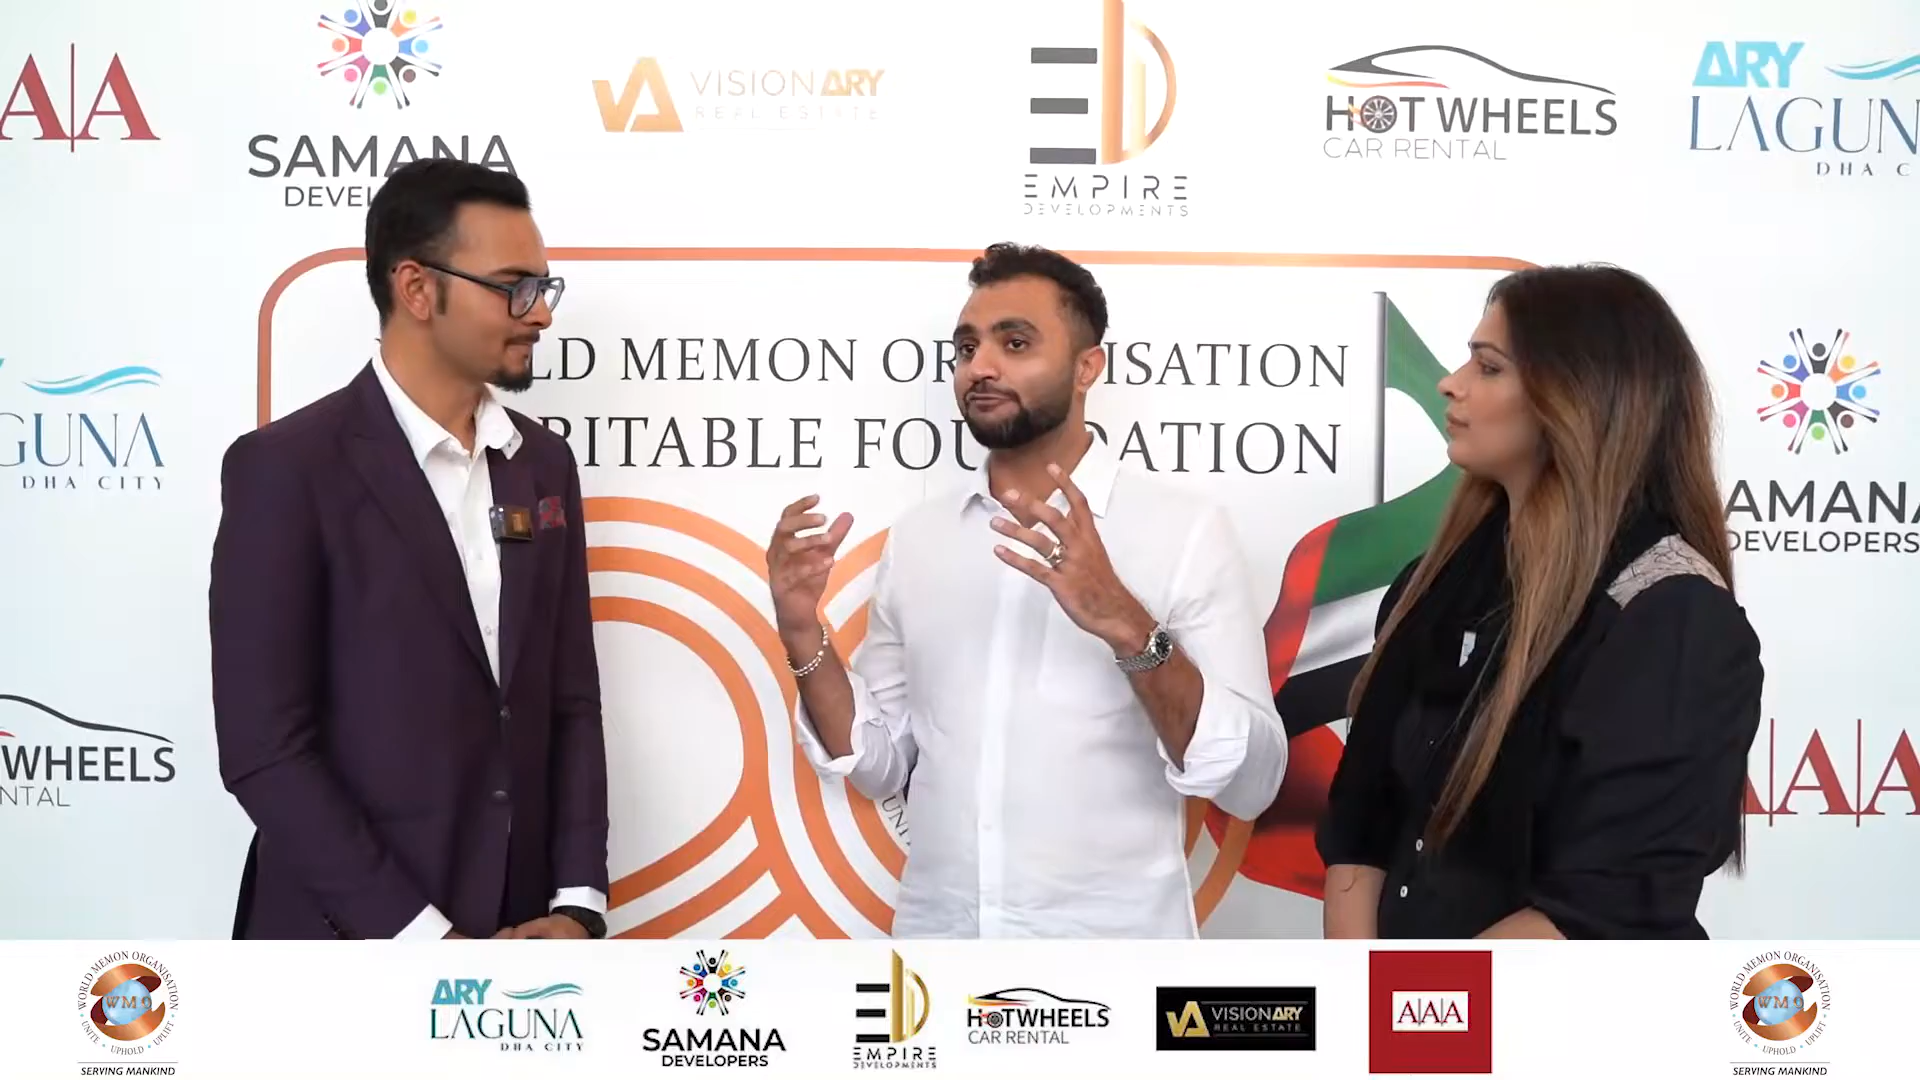 A|A
SAMANA
DEVEL
VISIONARY
REAL ESTATE
EMPIRE
DEVELOPMENTS
HOT WHEELS
CAR RENTAL
ARY
LAGUN
DHA C
LD MEMON OR ISATION
RITABLE FOU DATION
GUNA
DHA CITY
AMANA
DEVELOPERS
WHEELS
NTAL
UNI
A|A|A
WORLD MEMON ORGANISATION
WMO
UNITE • UPHOLD • UPLIFT
SERVING MANKIND
ARY
LAGUNA
DHA CITY
SAMANA
DEVELOPERS
EMPIRE
DEVELOPMENTS
HOTWHEELS
CAR RENTAL
VISIONARY
REAL ESTATE
A|A|A
WORLD MEMON ORGANISATION
WMO
UNITE • UPHOLD • UPLIFT
SERVING MANKIND